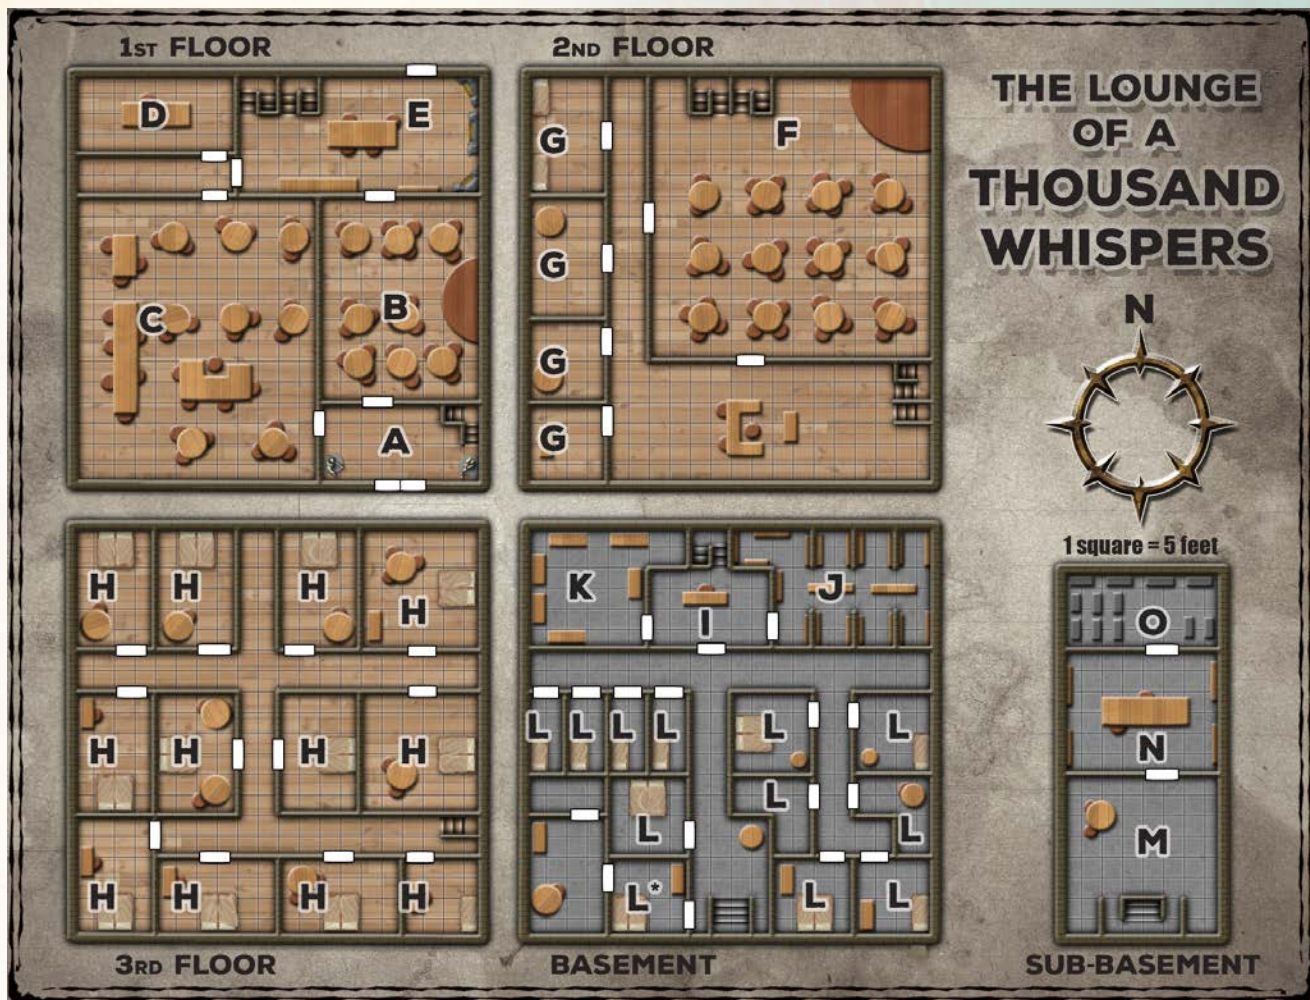 1ST FLOOR
2ND FLOOR
THE LOUNGE
OF A
THOUSAND
WHISPERS
N
1 square = 5 feet
D
E
C
B
A
G
F
G
G
G
H
H
H
H
H
H
H
H
H
H
H
H
K
I
J
L
L
L
L
L
L
L
L
L
L*
L
L
O
N
M
3RD FLOOR
BASEMENT
SUB-BASEMENT